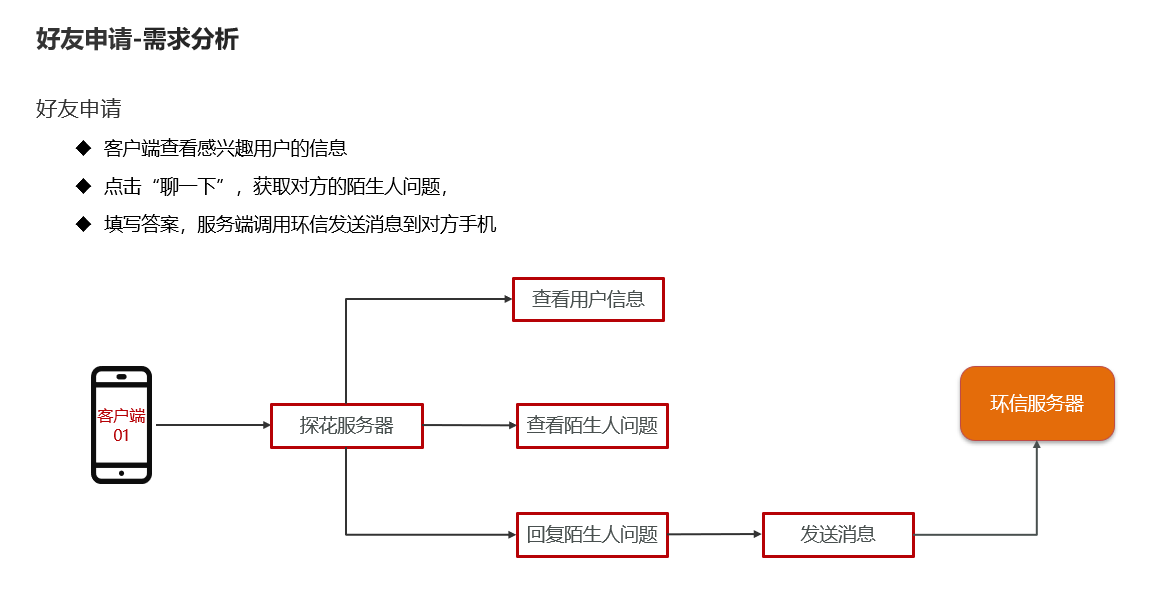 好友申请-需求分析
好友申请
◆ 客户端查看感兴趣用户的信息
◆ 点击“聊一下”，获取对方的陌生人问题，
◆ 填写答案，服务端调用环信发送消息到对方手机
查看用户信息
客户端
01
探花服务器
查看陌生人问题
环信服务器
回复陌生人问题
发送消息